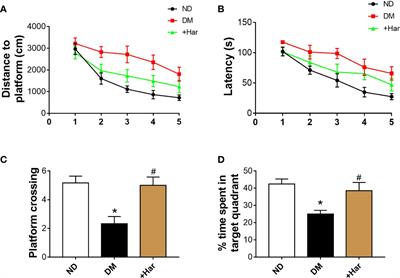 A
ND
DM
+Har
Distance to
platform (cm)
4000
3000
2000
1000
0
0 1 2 3 4 5
B
ND
DM
+Har
Latency (s)
150
100
50
0
0 1 2 3 4 5
C
Platform crossing
8
6
4
2
0
*
#
ND
DM
+Har
D
% time spent in
target quadrant
60
40
20
0
*
#
ND
DM
+Har